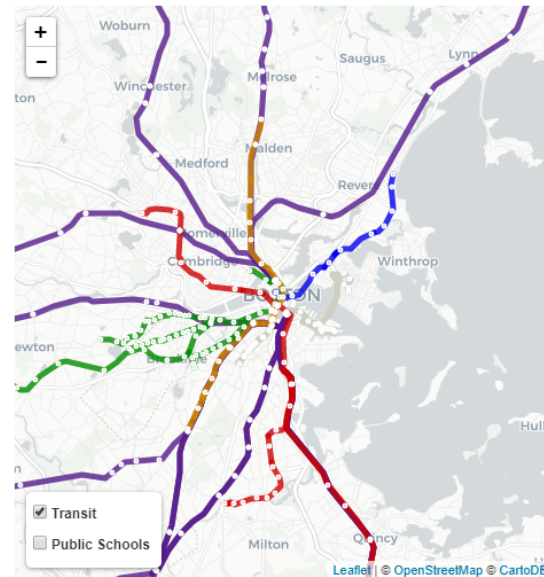 +
Woburn
Saugus
Lynn
−
Melrose
Winchester
ton
Malden
Medford
Revere
Somerville
Cambridge
Winthrop
BOSTON
ewton
Brookline
Hull
Transit
Public Schools
Milton
Quincy
Leaflet | © OpenStreetMap © CartoDB